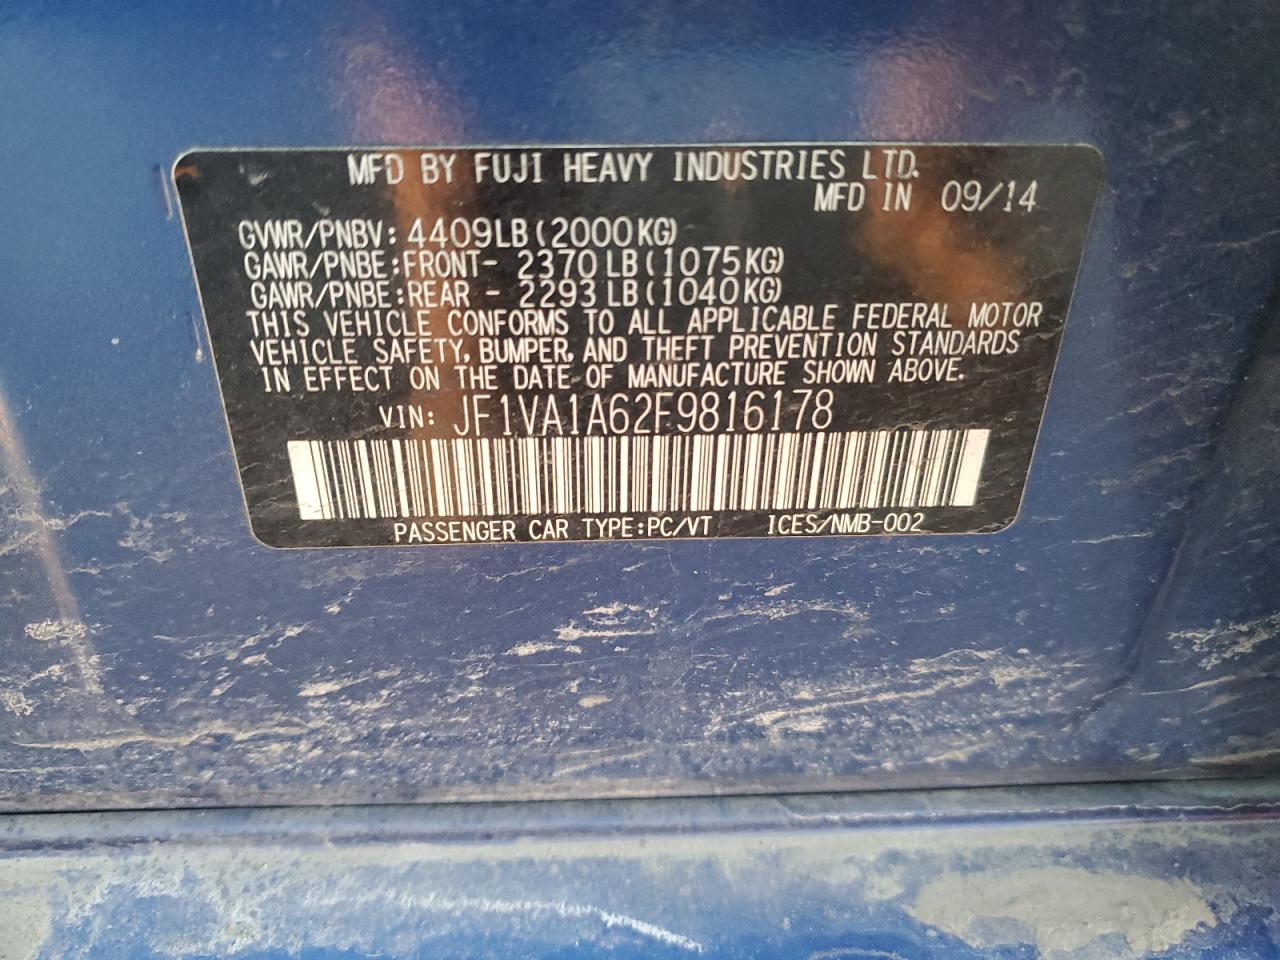 MFD BY FUJI HEAVY INDUSTRIES LTD.
MFD IN 09/14
GVWR/PNBV: 4409LB(2000KG)
GAWR/PNBE:FRONT- 2370LB(1075KG)
GAWR/PNBE:REAR - 2293LB(1040KG)
THIS VEHICLE CONFORMS TO ALL APPLICABLE FEDERAL MOTOR
VEHICLE SAFETY, BUMPER, AND THEFT PREVENTION STANDARDS
IN EFFECT ON THE DATE OF MANUFACTURE SHOWN ABOVE.
VIN: JF1VA1A62F9816178
PASSENGER CAR TYPE:PC/VT ICES/NMB-002